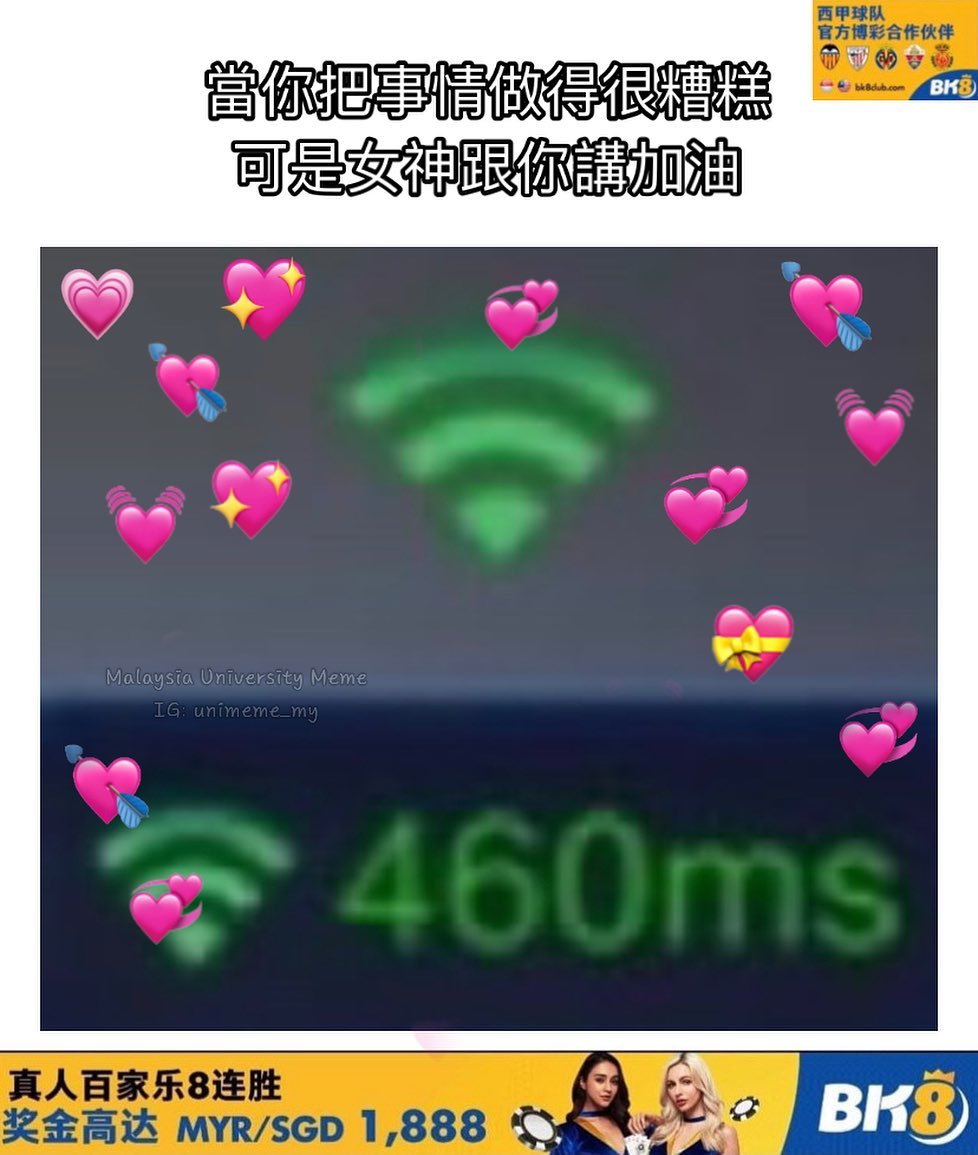 西甲球队
官方博彩合作伙伴
bk8club.com
BK8
當你把事情做得很糟糕
可是女神跟你講加油
Malaysia University Meme
IG: unimeme_my
460ms
真人百家乐8连胜
奖金高达 MYR/SGD 1,888
BK8